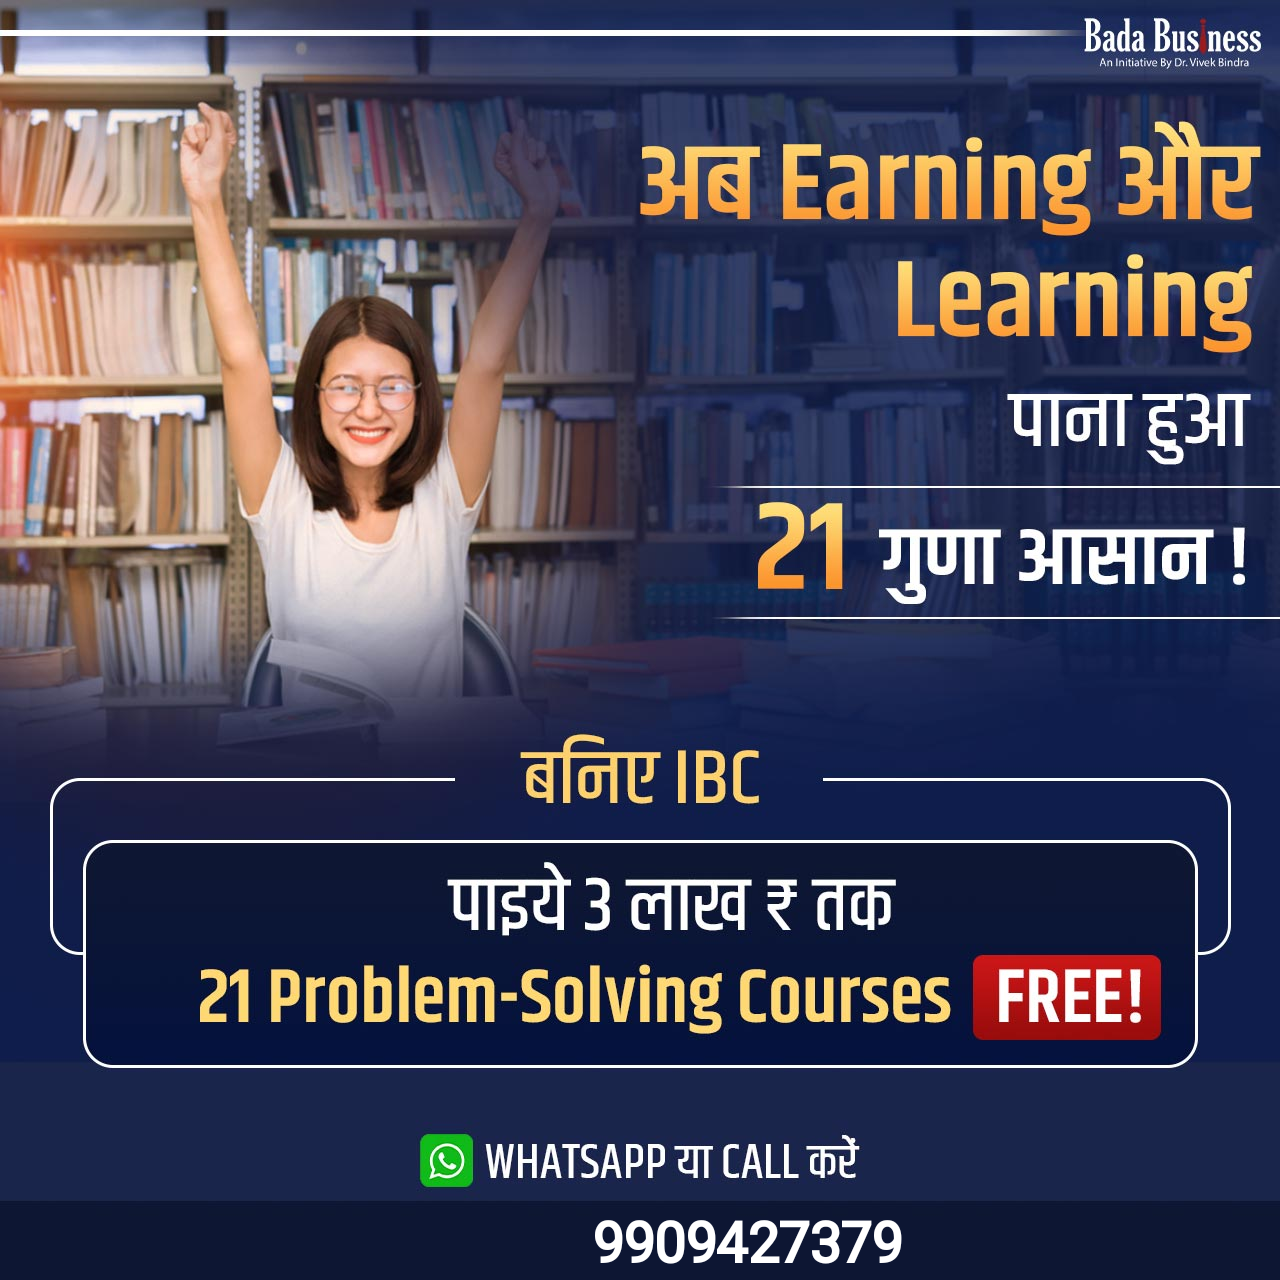 Bada Business
An Initiative By Dr. Vivek Bindra
अब Earning और
Learning
पाना हुआ
21 गुणा आसान !
बनिए IBC
पाइये 3 लाख ₹ तक
21 Problem-Solving Courses FREE!
WHATSAPP या CALL करें
9909427379